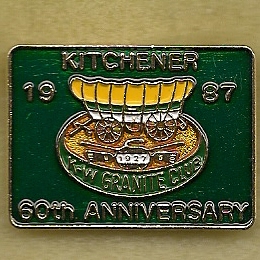 KITCHENER
19 87
1927
K-W GRANITE CLUB
60th ANNIVERSARY